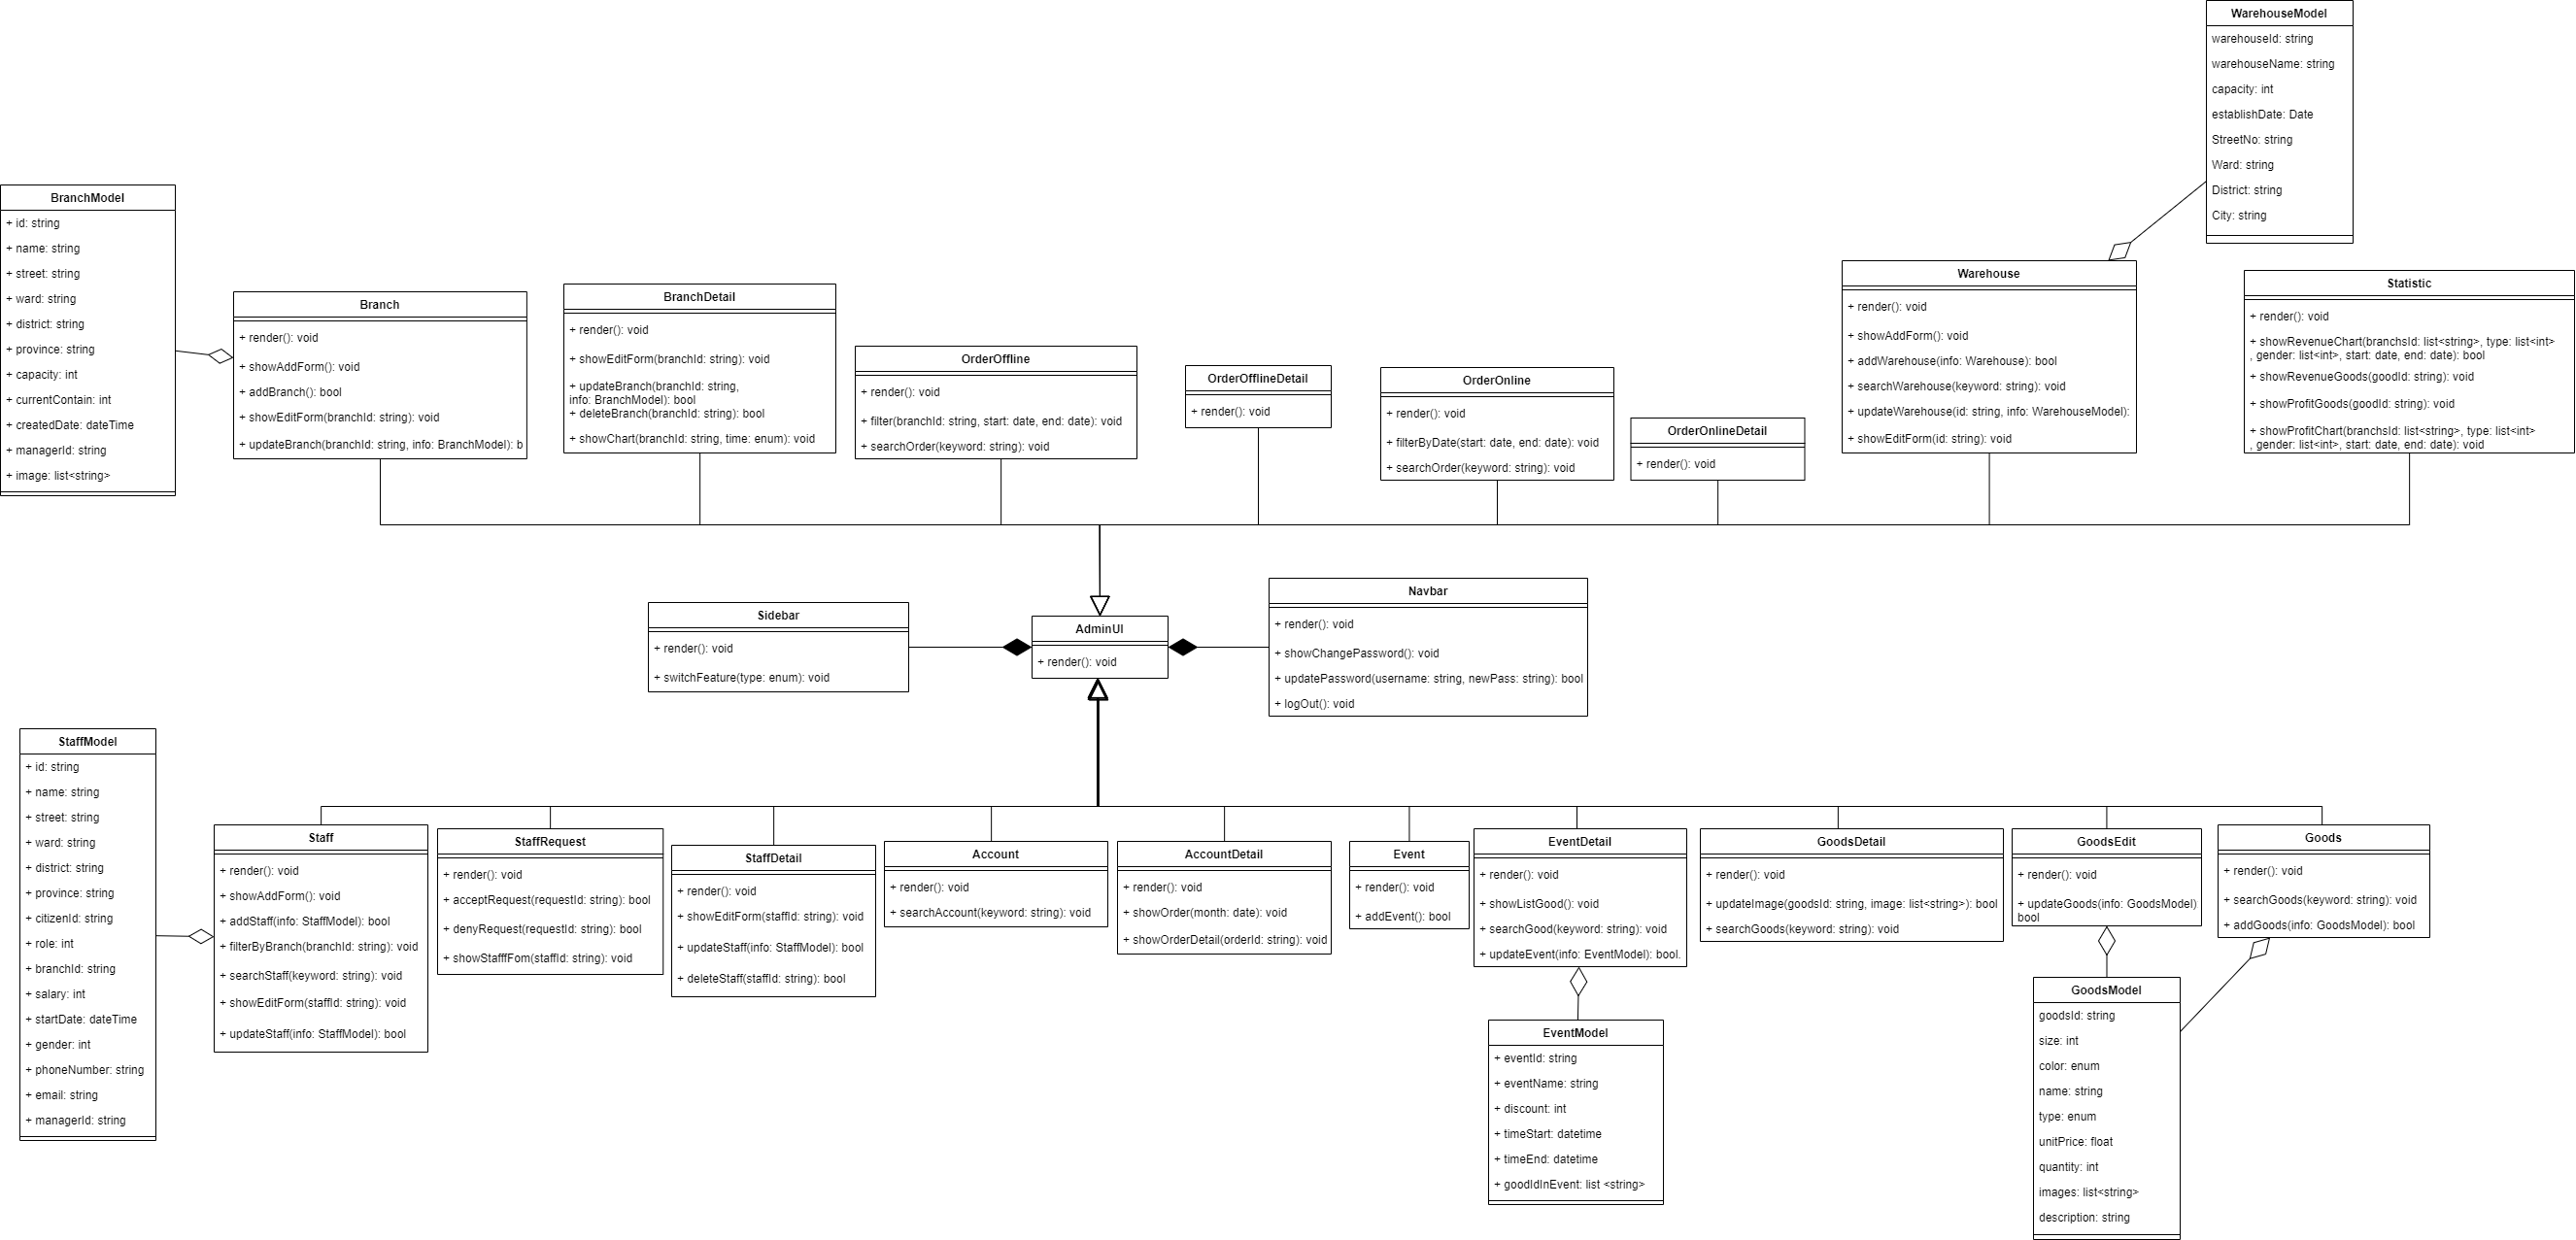 WarehouseModel
warehouseId: string
warehouseName: string
capacity: int
establishDate: Date
StreetNo: string
Ward: string
District: string
City: string
BranchModel
+ id: string
+ name: string
+ street: string
+ ward: string
+ district: string
+ province: string
+ capacity: int
+ currentContain: int
+ createdDate: dateTime
+ managerId: string
+ image: list<string>
Branch
+ render(): void
+ showAddForm(): void
+ addBranch(): bool
+ showEditForm(branchId: string): void
+ updateBranch(branchId: string, info: BranchModel): b
BranchDetail
+ render(): void
+ showEditForm(branchId: string): void
+ updateBranch(branchId: string,
info: BranchModel): bool
+ deleteBranch(branchId: string): bool
+ showChart(branchId: string, time: enum): void
OrderOffline
+ render(): void
+ filter(branchId: string, start: date, end: date): void
+ searchOrder(keyword: string): void
OrderOfflineDetail
+ render(): void
OrderOnline
+ render(): void
+ filterByDate(start: date, end: date): void
+ searchOrder(keyword: string): void
OrderOnlineDetail
+ render(): void
Warehouse
+ render(): void
+ showAddForm(): void
+ addWarehouse(info: Warehouse): bool
+ searchWarehouse(keyword: string): void
+ updateWarehouse(id: string, info: WarehouseModel):
+ showEditForm(id: string): void
Statistic
+ render(): void
+ showRevenueChart(branchsId: list<string>, type: list<int>
, gender: list<int>, start: date, end: date): bool
+ showRevenueGoods(goodId: string): void
+ showProfitGoods(goodId: string): void
+ showProfitChart(branchsId: list<string>, type: list<int>
, gender: list<int>, start: date, end: date): void
Sidebar
+ render(): void
+ switchFeature(type: enum): void
AdminUI
+ render(): void
Navbar
+ render(): void
+ showChangePassword(): void
+ updatePassword(username: string, newPass: string): bool
+ logOut(): void
StaffModel
+ id: string
+ name: string
+ street: string
+ ward: string
+ district: string
+ province: string
+ citizenId: string
+ role: int
+ branchId: string
+ salary: int
+ startDate: dateTime
+ gender: int
+ phoneNumber: string
+ email: string
+ managerId: string
Staff
+ render(): void
+ showAddForm(): void
+ addStaff(info: StaffModel): bool
+ filterByBranch(branchId: string): void
+ searchStaff(keyword: string): void
+ showEditForm(staffId: string): void
+ updateStaff(info: StaffModel): bool
StaffRequest
+ render(): void
+ acceptRequest(requestId: string): bool
+ denyRequest(requestId: string): bool
+ showStafffFom(staffId: string): void
StaffDetail
+ render(): void
+ showEditForm(staffId: string): void
+ updateStaff(info: StaffModel): bool
+ deleteStaff(staffId: string): bool
Account
+ render(): void
+ searchAccount(keyword: string): void
AccountDetail
+ render(): void
+ showOrder(month: date): void
+ showOrderDetail(orderId: string): void
Event
+ render(): void
+ addEvent(): bool
EventDetail
+ render(): void
+ showListGood(): void
+ searchGood(keyword: string): void
+ updateEvent(info: EventModel): bool.
GoodsDetail
+ render(): void
+ updateImage(goodsId: string, image: list<string>): bool
+ searchGoods(keyword: string): void
GoodsEdit
+ render(): void
+ updateGoods(info: GoodsModel)
bool
Goods
+ render(): void
+ searchGoods(keyword: string): void
+ addGoods(info: GoodsModel): bool
EventModel
+ eventId: string
+ eventName: string
+ discount: int
+ timeStart: datetime
+ timeEnd: datetime
+ goodIdInEvent: list <string>
GoodsModel
goodsId: string
size: int
color: enum
name: string
type: enum
unitPrice: float
quantity: int
images: list<string>
description: string